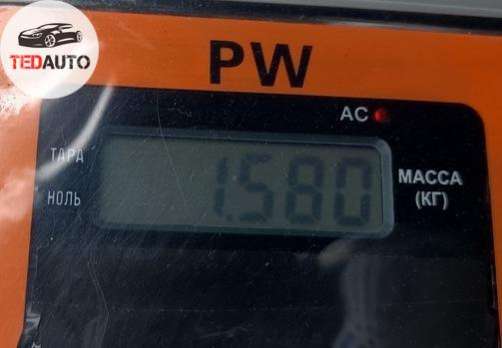 TEDAUTO
PW
AC
ТАРА
НОЛЬ
1.580
МАССА
(КГ)